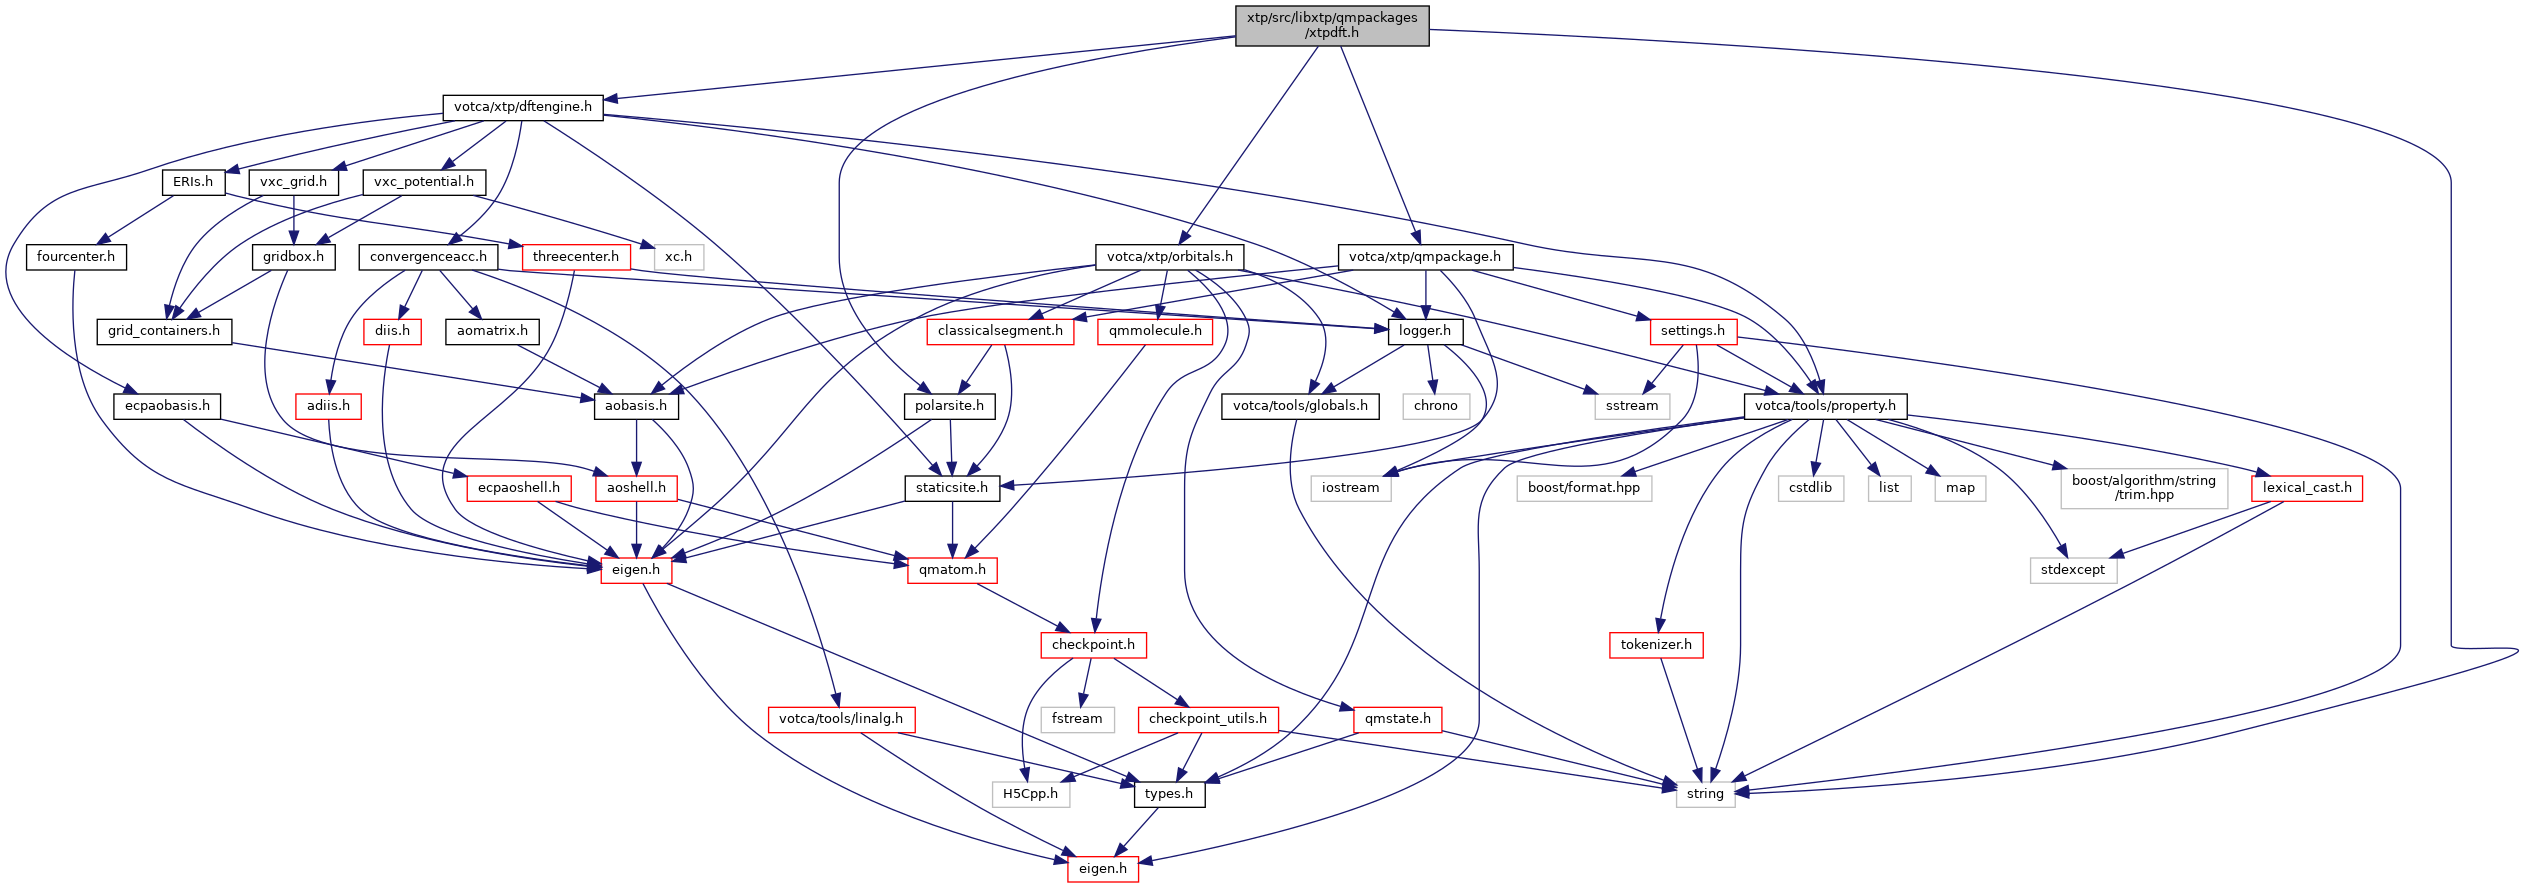 xtp/src/libxtp/qmpackages
/xtpdft.h
votca/xtp/dftengine.h
ERIs.h
vxc_grid.h
vxc_potential.h
fourcenter.h
gridbox.h
convergenceacc.h
threecenter.h
xc.h
votca/xtp/orbitals.h
votca/xtp/qmpackage.h
grid_containers.h
diis.h
aomatrix.h
classicalsegment.h
qmmolecule.h
logger.h
settings.h
ecpaobasis.h
adiis.h
aobasis.h
polarsite.h
votca/tools/globals.h
chrono
sstream
votca/tools/property.h
ecpaoshell.h
aoshell.h
staticsite.h
iostream
boost/format.hpp
cstdlib
list
map
boost/algorithm/string
/trim.hpp
lexical_cast.h
eigen.h
qmatom.h
stdexcept
checkpoint.h
tokenizer.h
votca/tools/linalg.h
fstream
checkpoint_utils.h
qmstate.h
H5Cpp.h
types.h
string
eigen.h